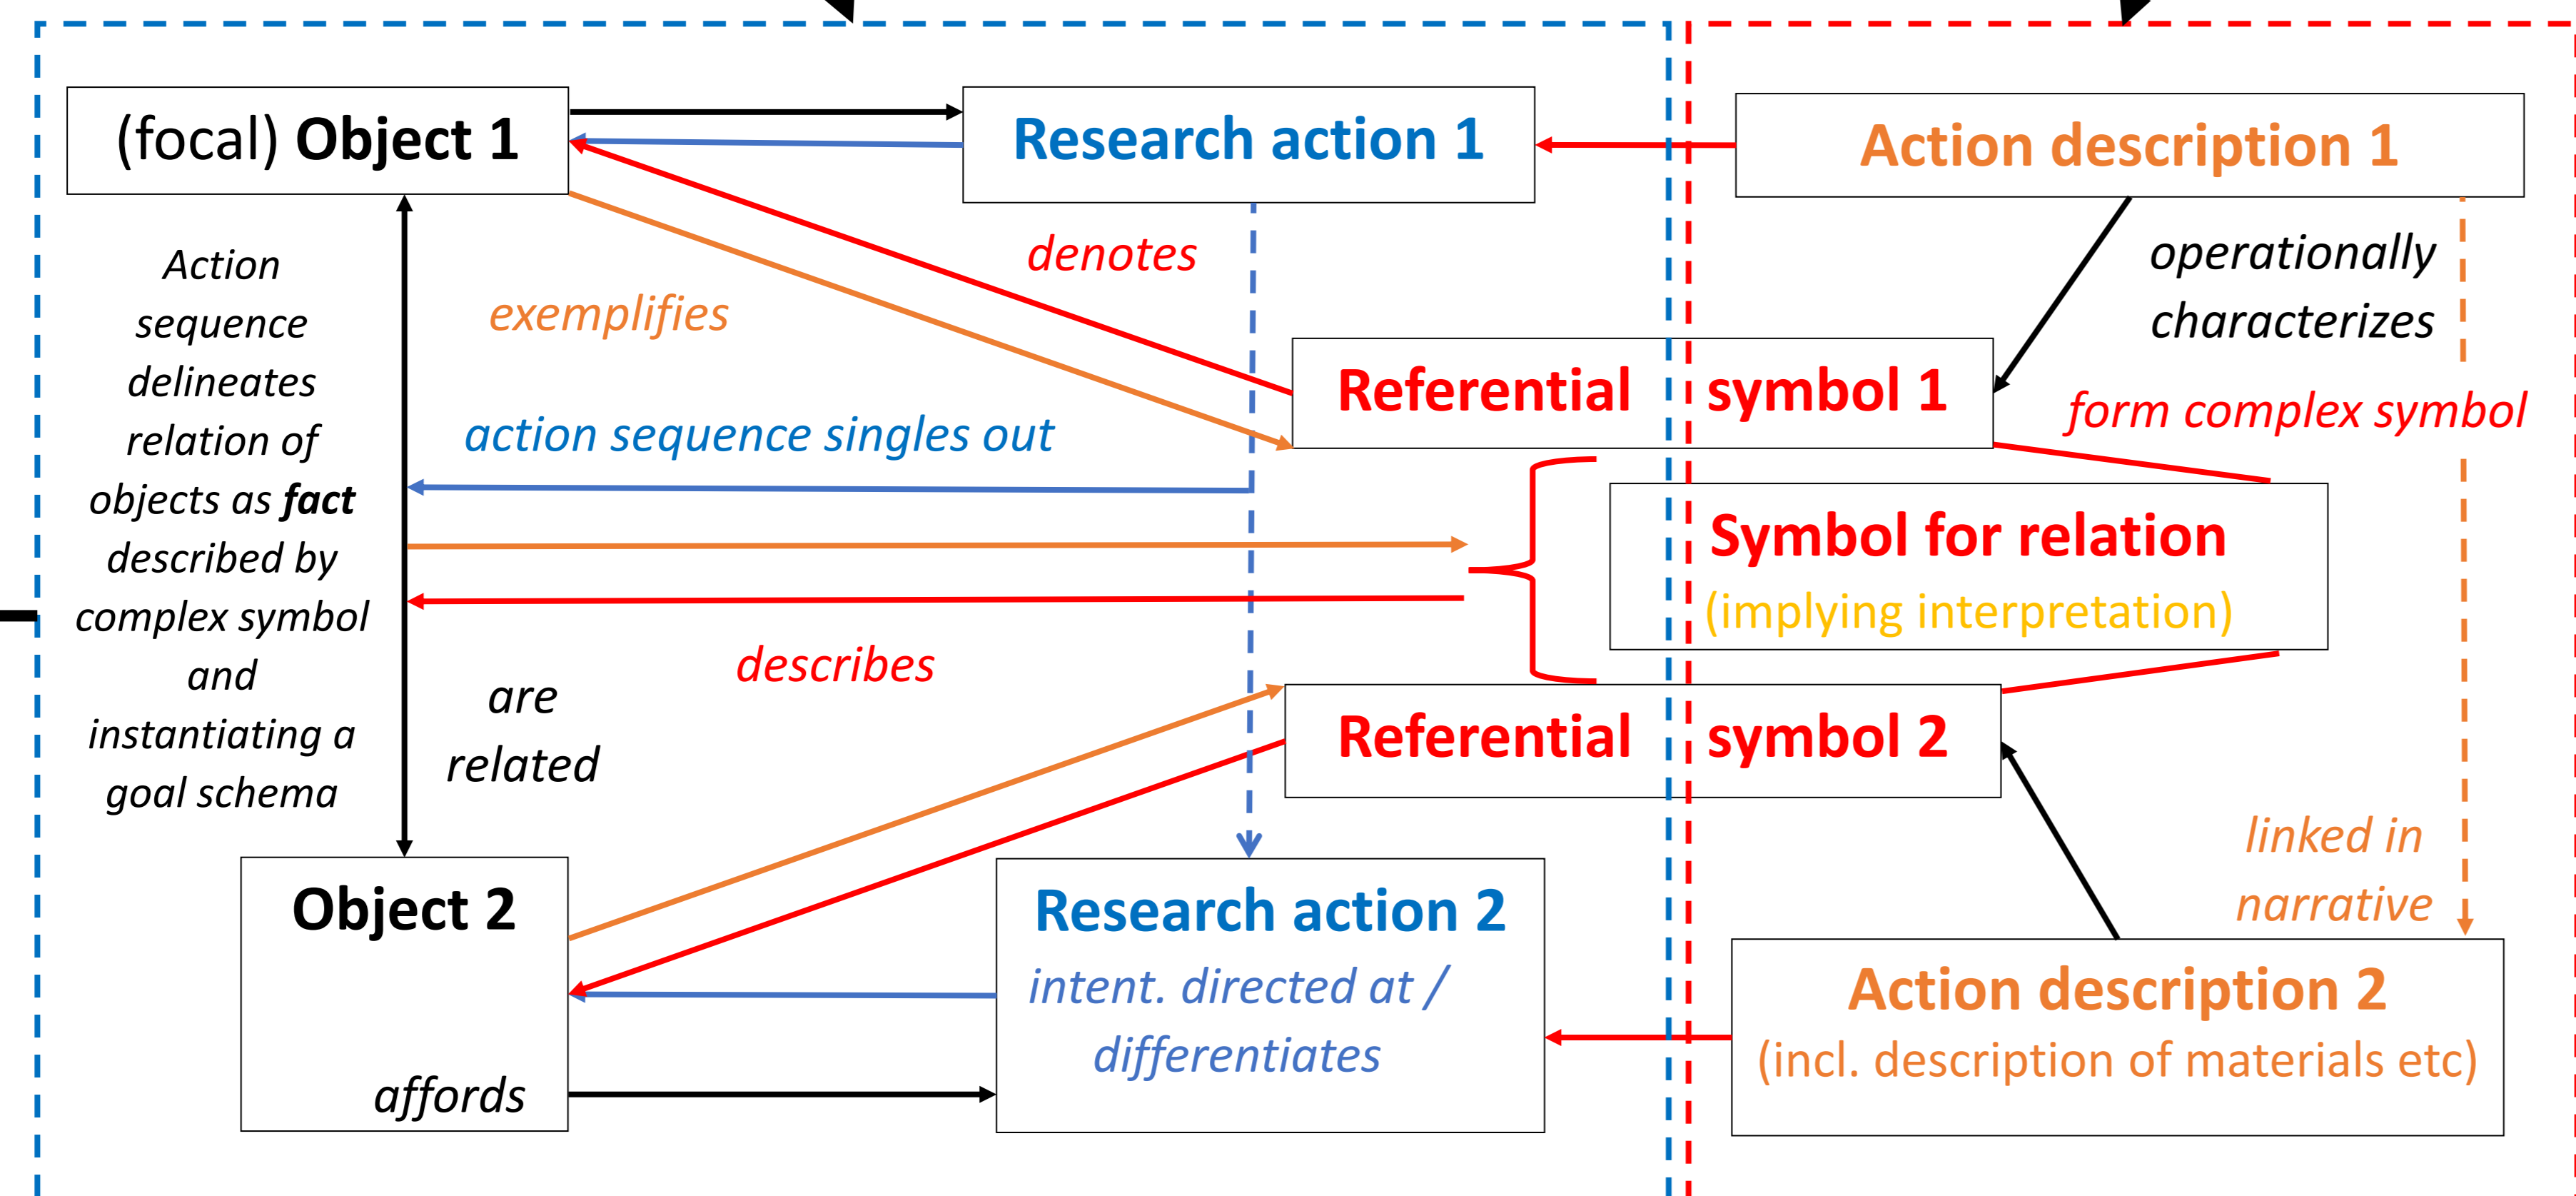 (focal) Object 1
Research action 1
Action description 1
Action
sequence
delineates
relation of
objects as fact
described by
complex symbol
and
instantiating a
goal schema
exemplifies
denotes
operationally
characterizes
Referential symbol 1
form complex symbol
action sequence singles out
Symbol for relation
(implying interpretation)
describes
are
related
Referential symbol 2
linked in
narrative
Object 2
affords
Research action 2
intent. directed at /
differentiates
Action description 2
(incl. description of materials etc)